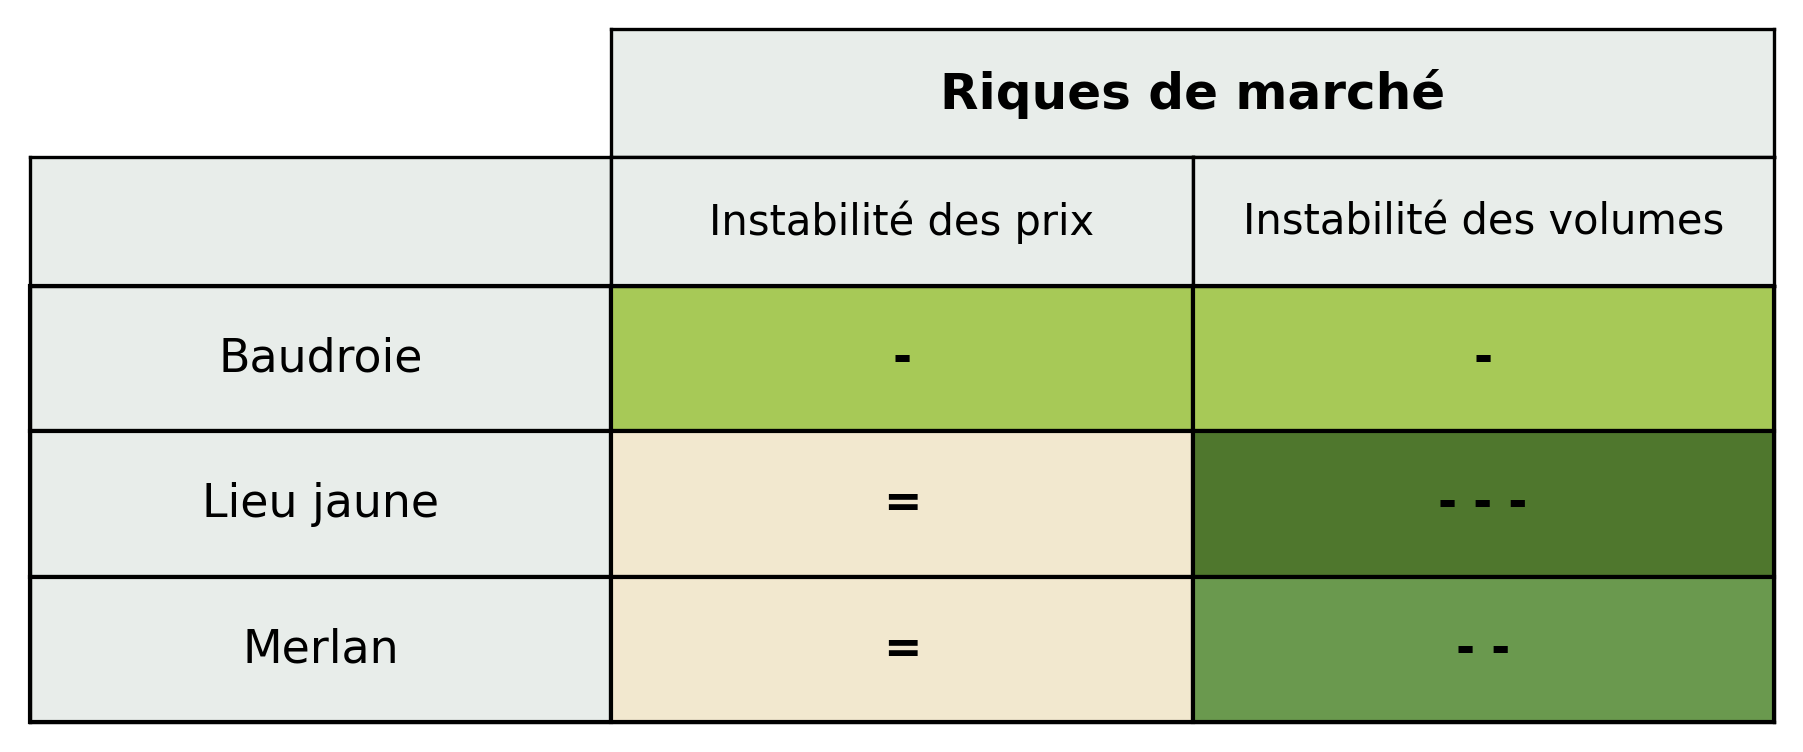 Riques de marché
Instabilité des prix
Instabilité des volumes
Baudroie
-
-
Lieu jaune
=
- - -
Merlan
=
- -